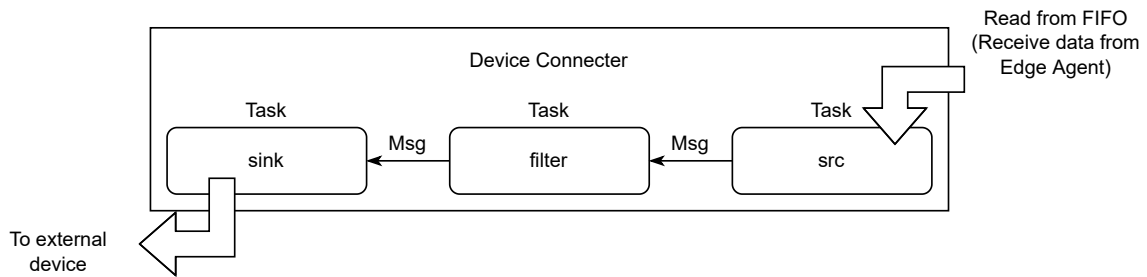 Read from FIFO
(Receive data from
Edge Agent)
Device Connecter
Task
Task
Task
sink
Msg
filter
Msg
src
To external
device